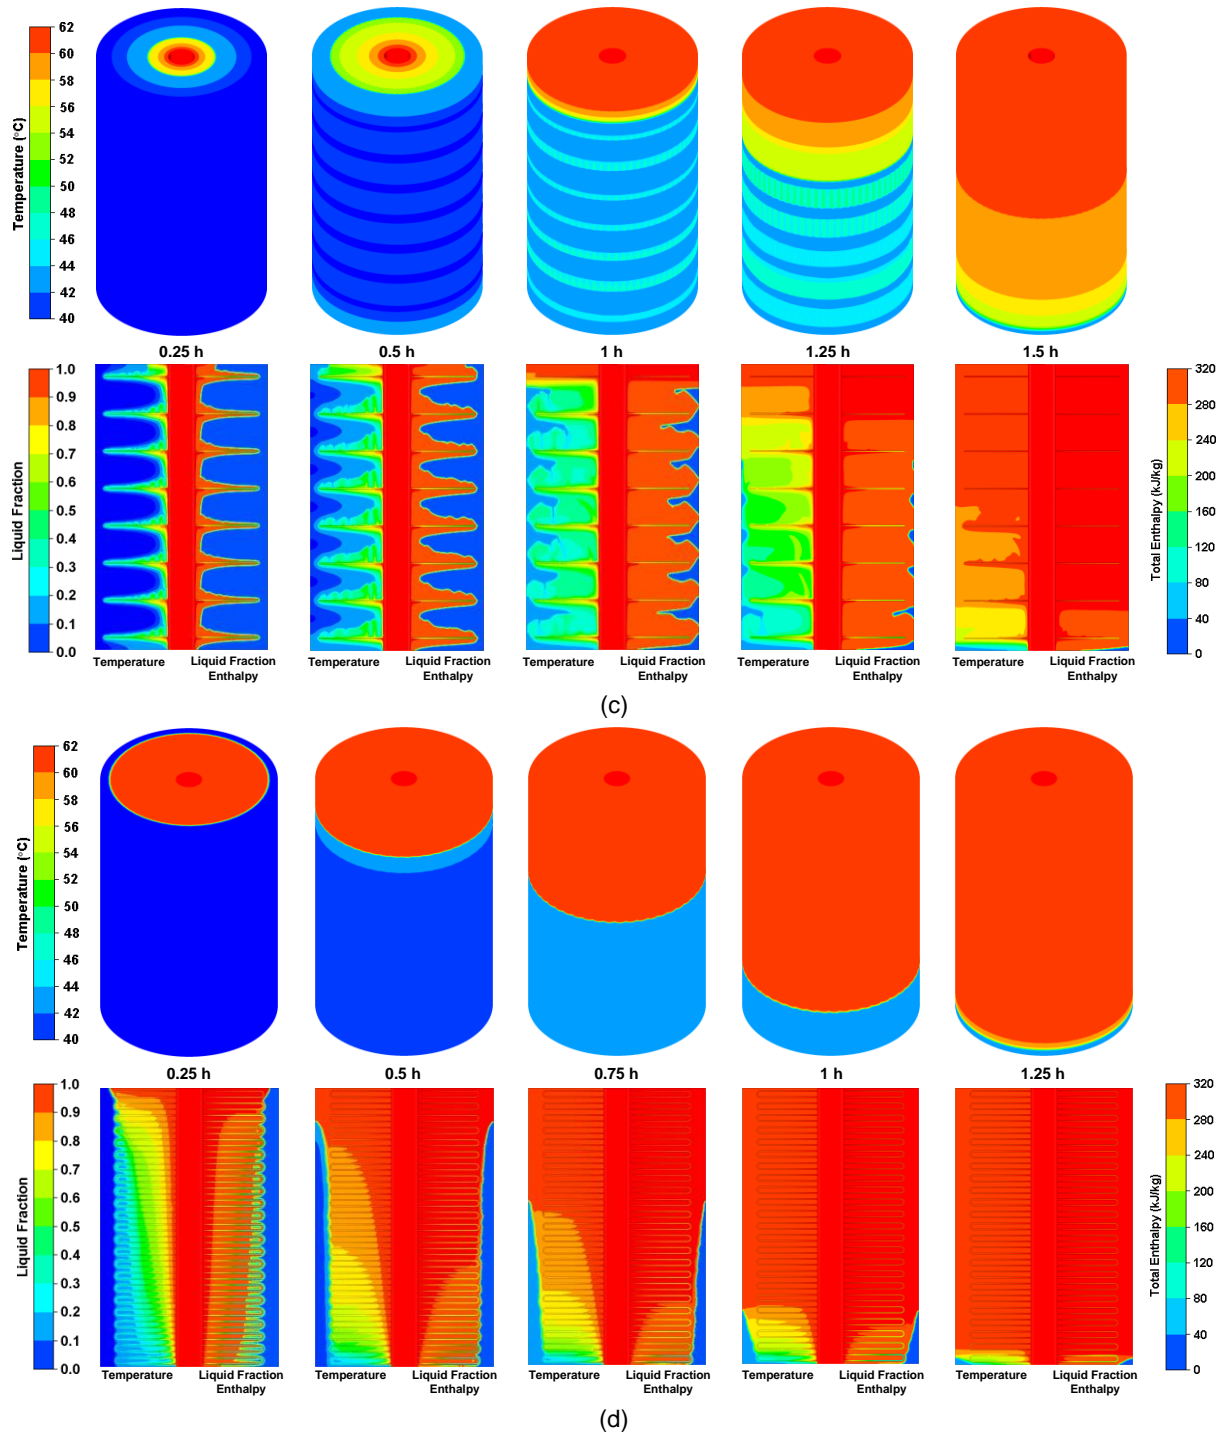 62
60
58
56
54
52
50
48
46
44
42
40
Temperature (°C)
0.25 h
0.5 h
1 h
1.25 h
1.5 h
1.0
0.9
0.8
0.7
0.6
0.5
0.4
0.3
0.2
0.1
0.0
Liquid Fraction
320
280
240
200
160
120
80
40
0
Total Enthalpy (kJ/kg)
Temperature
Liquid Fraction
Enthalpy
Temperature
Liquid Fraction
Enthalpy
Temperature
Liquid Fraction
Enthalpy
Temperature
Liquid Fraction
Enthalpy
Temperature
Liquid Fraction
Enthalpy
(c)
62
60
58
56
54
52
50
48
46
44
42
40
Temperature (°C)
0.25 h
0.5 h
0.75 h
1 h
1.25 h
1.0
0.9
0.8
0.7
0.6
0.5
0.4
0.3
0.2
0.1
0.0
Liquid Fraction
320
280
240
200
160
120
80
40
0
Total Enthalpy (kJ/kg)
Temperature
Liquid Fraction
Enthalpy
Temperature
Liquid Fraction
Enthalpy
Temperature
Liquid Fraction
Enthalpy
Temperature
Liquid Fraction
Enthalpy
Temperature
Liquid Fraction
Enthalpy
(d)